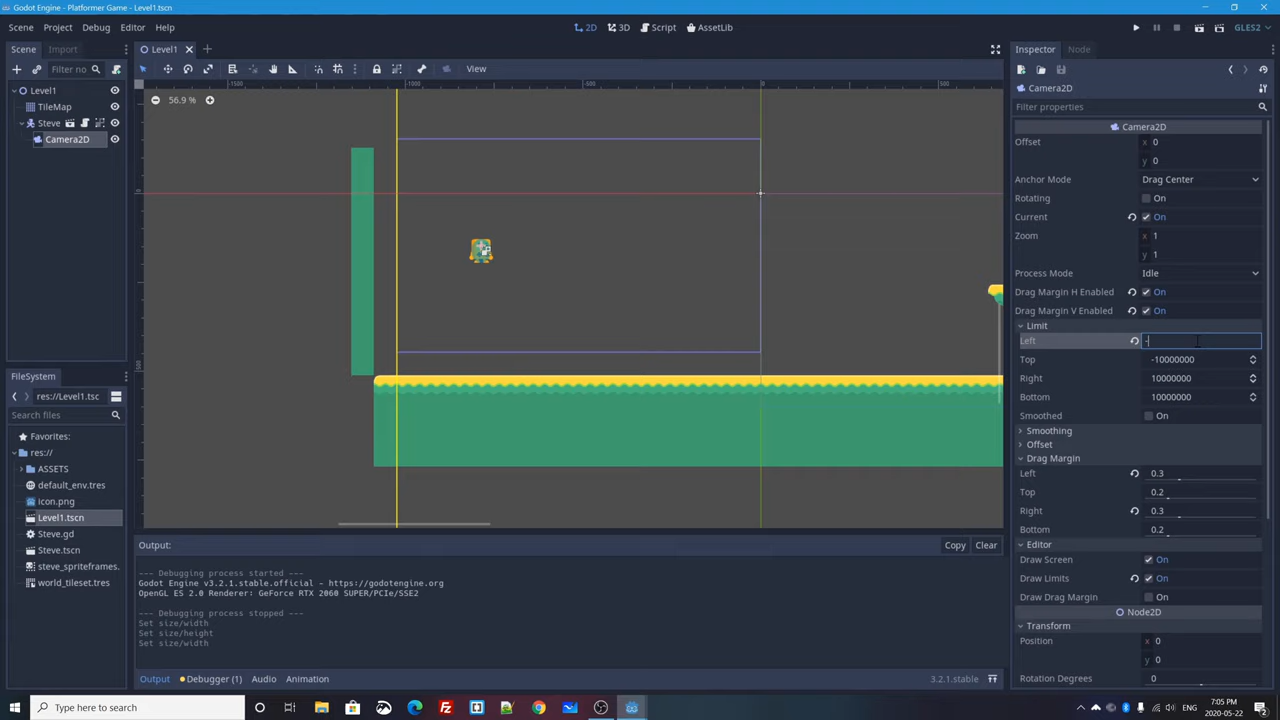 Godot Engine - Platformer Game - Level1.tscn
Scene Project Debug Editor Help
2D 3D Script AssetLib
GLES2
Scene Import
Filter no
Level1
TileMap
Steve
Camera2D
Level1
View
-1500 -1000 -500 0 500
56.9 %
0
500
FileSystem
res://Level1.tsc
Search files
Favorites:
res://
ASSETS
default_env.tres
icon.png
Level1.tscn
Steve.gd
Steve.tscn
steve_spriteframes.
world_tileset.tres
Output:
Copy Clear
--- Debugging process started ---
Godot Engine v3.2.1.stable.official - https://godotengine.org
OpenGL ES 2.0 Renderer: GeForce RTX 2060 SUPER/PCIe/SSE2
--- Debugging process stopped ---
Set size/width
Set size/height
Set size/width
Output Debugger (1) Audio Animation
3.2.1.stable
Inspector Node
Camera2D
Filter properties
Camera2D
Offset x 0
y 0
Anchor Mode Drag Center
Rotating On
Current On
Zoom x 1
y 1
Process Mode Idle
Drag Margin H Enabled On
Drag Margin V Enabled On
Limit
Left -
Top -10000000
Right 10000000
Bottom 10000000
Smoothed On
Smoothing
Offset
Drag Margin
Left 0.3
Top 0.2
Right 0.3
Bottom 0.2
Editor
Draw Screen On
Draw Limits On
Draw Drag Margin On
Node2D
Transform
Position x 0
y 0
Rotation Degrees 0
Type here to search
7:05 PM
2020-05-22